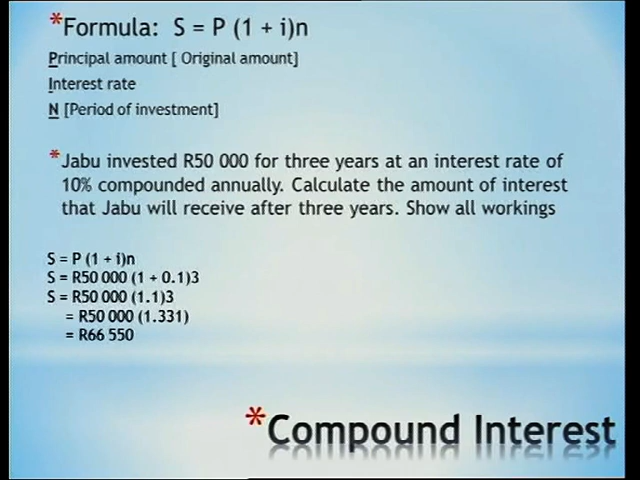 *Formula: S = P (1 + i)n
Principal amount [ Original amount]
Interest rate
N [Period of investment]
*Jabu invested R50 000 for three years at an interest rate of
10% compounded annually. Calculate the amount of interest
that Jabu will receive after three years. Show all workings
S = P (1 + i)n
S = R50 000 (1 + 0.1)3
S = R50 000 (1.1)3
= R50 000 (1.331)
= R66 550
*Compound Interest